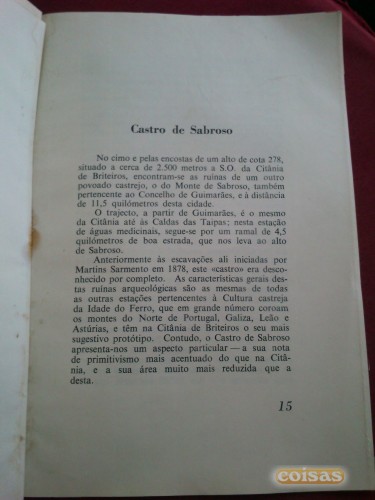 Castro de Sabroso
No cimo e pelas encostas de um alto de cota 278,
situado a cerca de 2.500 metros a S.O. da Citânia
de Briteiros, encontram-se as ruínas de um outro
povoado castrejo, o do Monte de Sabroso, também
pertencente ao Concelho de Guimarães, e à distância
de 11,5 quilómetros desta cidade.
O trajecto, a partir de Guimarães, é o mesmo
da Citânia até às Caldas das Taipas; desta estação
de águas medicinais, segue-se por um ramal de 4,5
quilómetros de boa estrada, que nos leva ao alto
de Sabroso.
Anteriormente às escavações ali iniciadas por
Martins Sarmento em 1878, este «castro» era des-
conhecido por completo. As características gerais des-
tas ruínas arqueológicas são as mesmas de todas
as outras estações pertencentes à Cultura castreja
da Idade do Ferro, que em grande número coroam
os montes do Norte de Portugal, Galiza, Leão e
Astúrias, e têm na Citânia de Briteiros o seu mais
sugestivo protótipo. Contudo, o Castro de Sabroso
apresenta-nos um aspecto particular — a sua nota
de primitivismo mais acentuado do que na Citâ-
nia, e a sua área muito mais reduzida que a
desta.
15
coisas